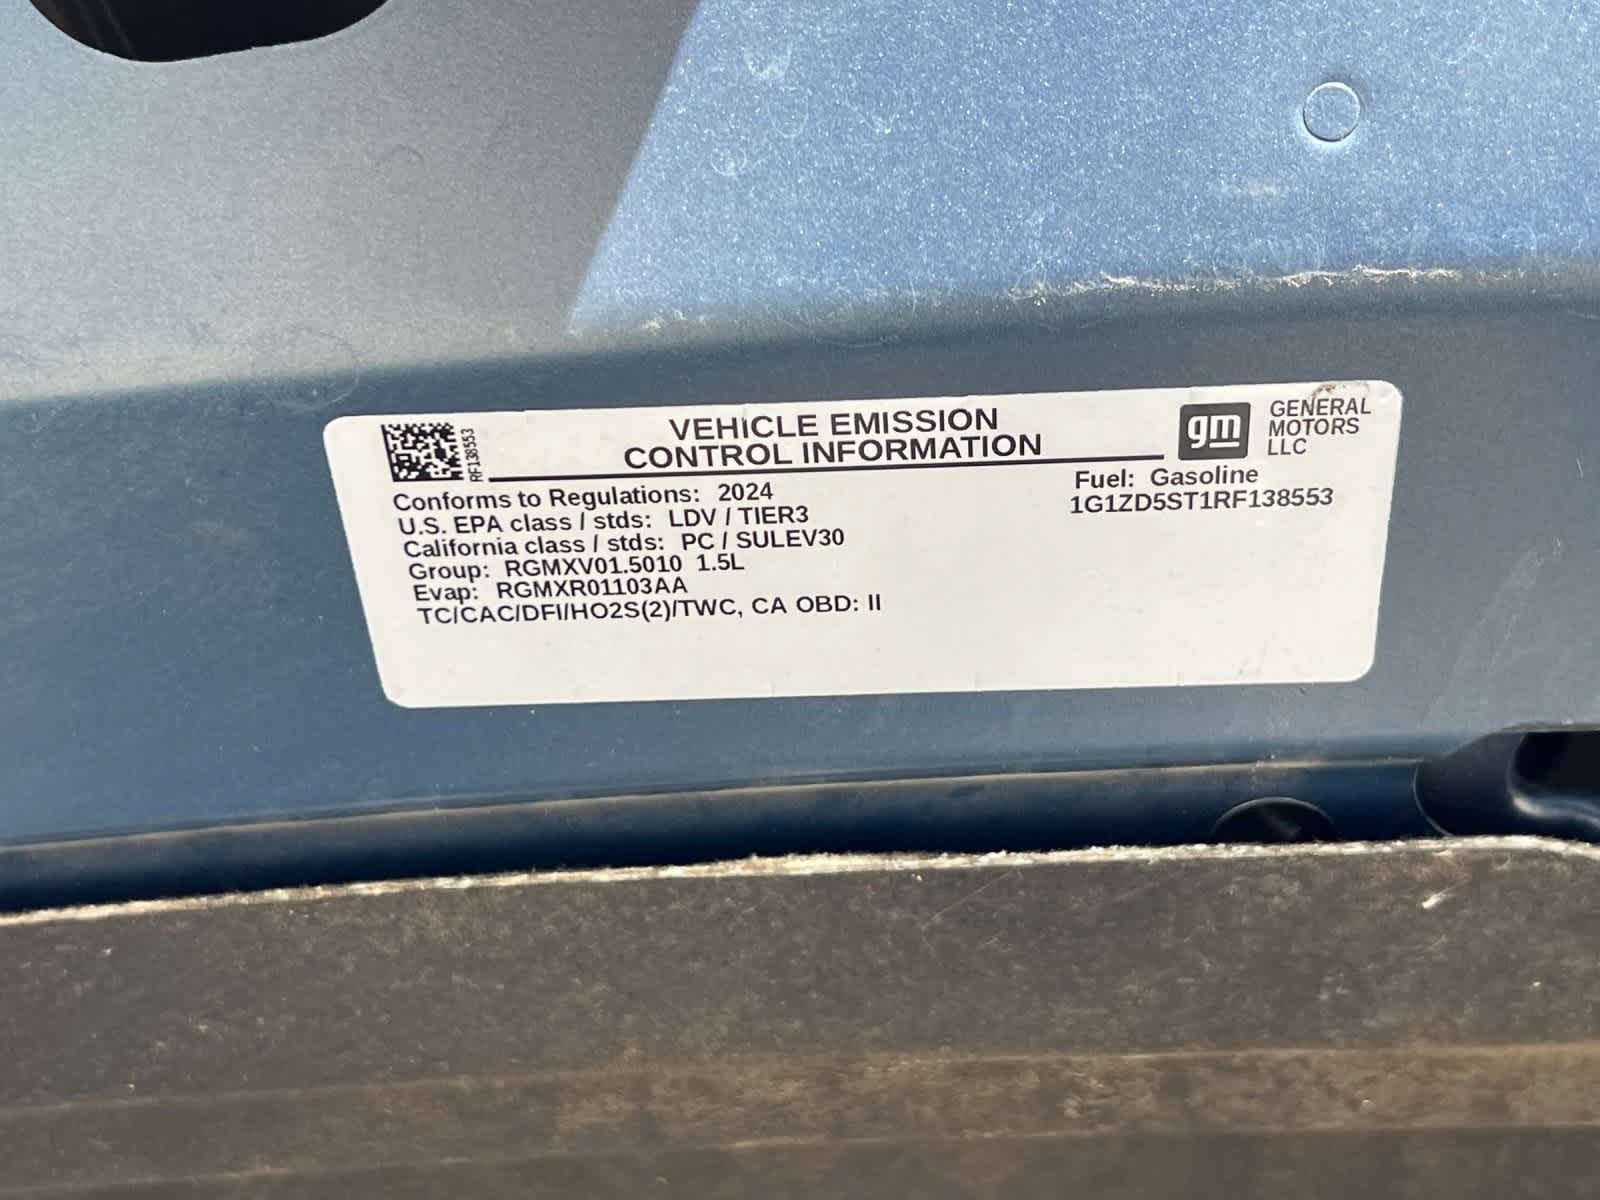 RF138553
VEHICLE EMISSION
CONTROL INFORMATION
gm
GENERAL
MOTORS
LLC
Conforms to Regulations: 2024
U.S. EPA class / stds: LDV / TIER3
California class / stds: PC / SULEV30
Group: RGMXV01.5010 1.5L
Evap: RGMXR01103AA
TC/CAC/DFI/HO2S(2)/TWC, CA OBD: II
Fuel: Gasoline
1G1ZD5ST1RF138553